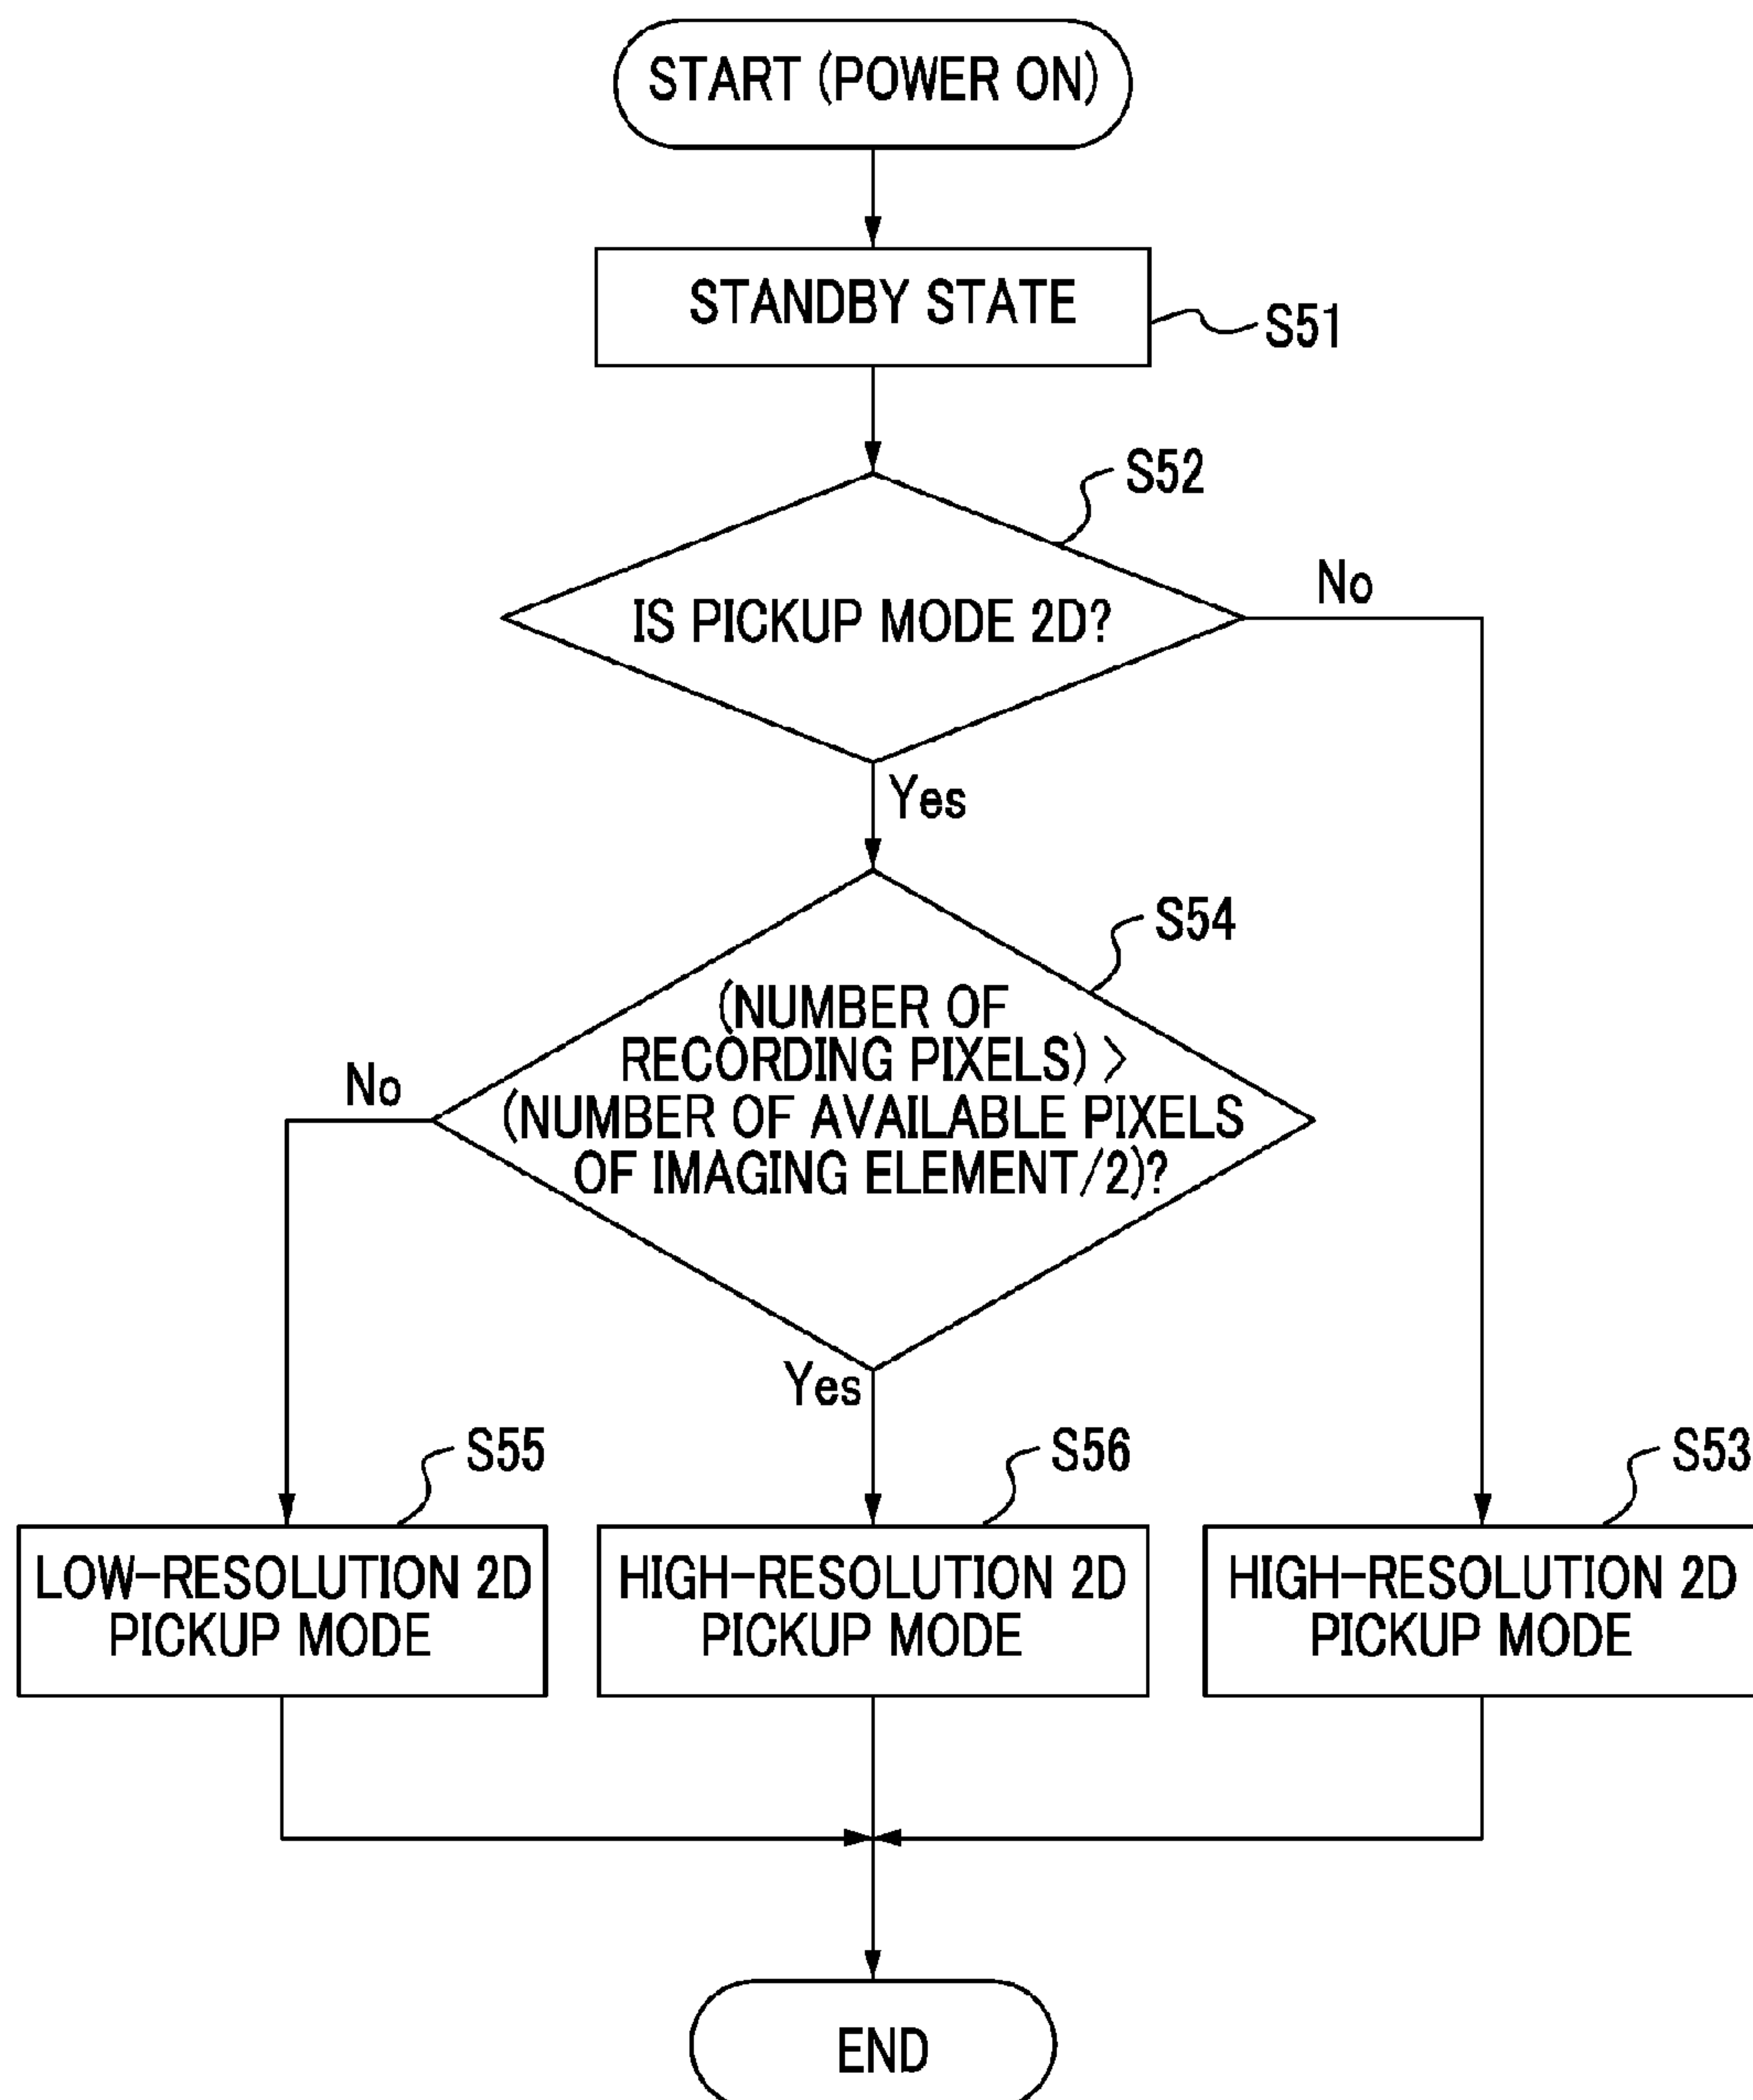 START (POWER ON)
STANDBY STATE
S51
S52
IS PICKUP MODE 2D?
No
Yes
S54
(NUMBER OF
RECORDING PIXELS) >
(NUMBER OF AVAILABLE PIXELS
OF IMAGING ELEMENT/2)?
No
Yes
S55
S56
S53
LOW-RESOLUTION 2D
PICKUP MODE
HIGH-RESOLUTION 2D
PICKUP MODE
HIGH-RESOLUTION 2D
PICKUP MODE
END